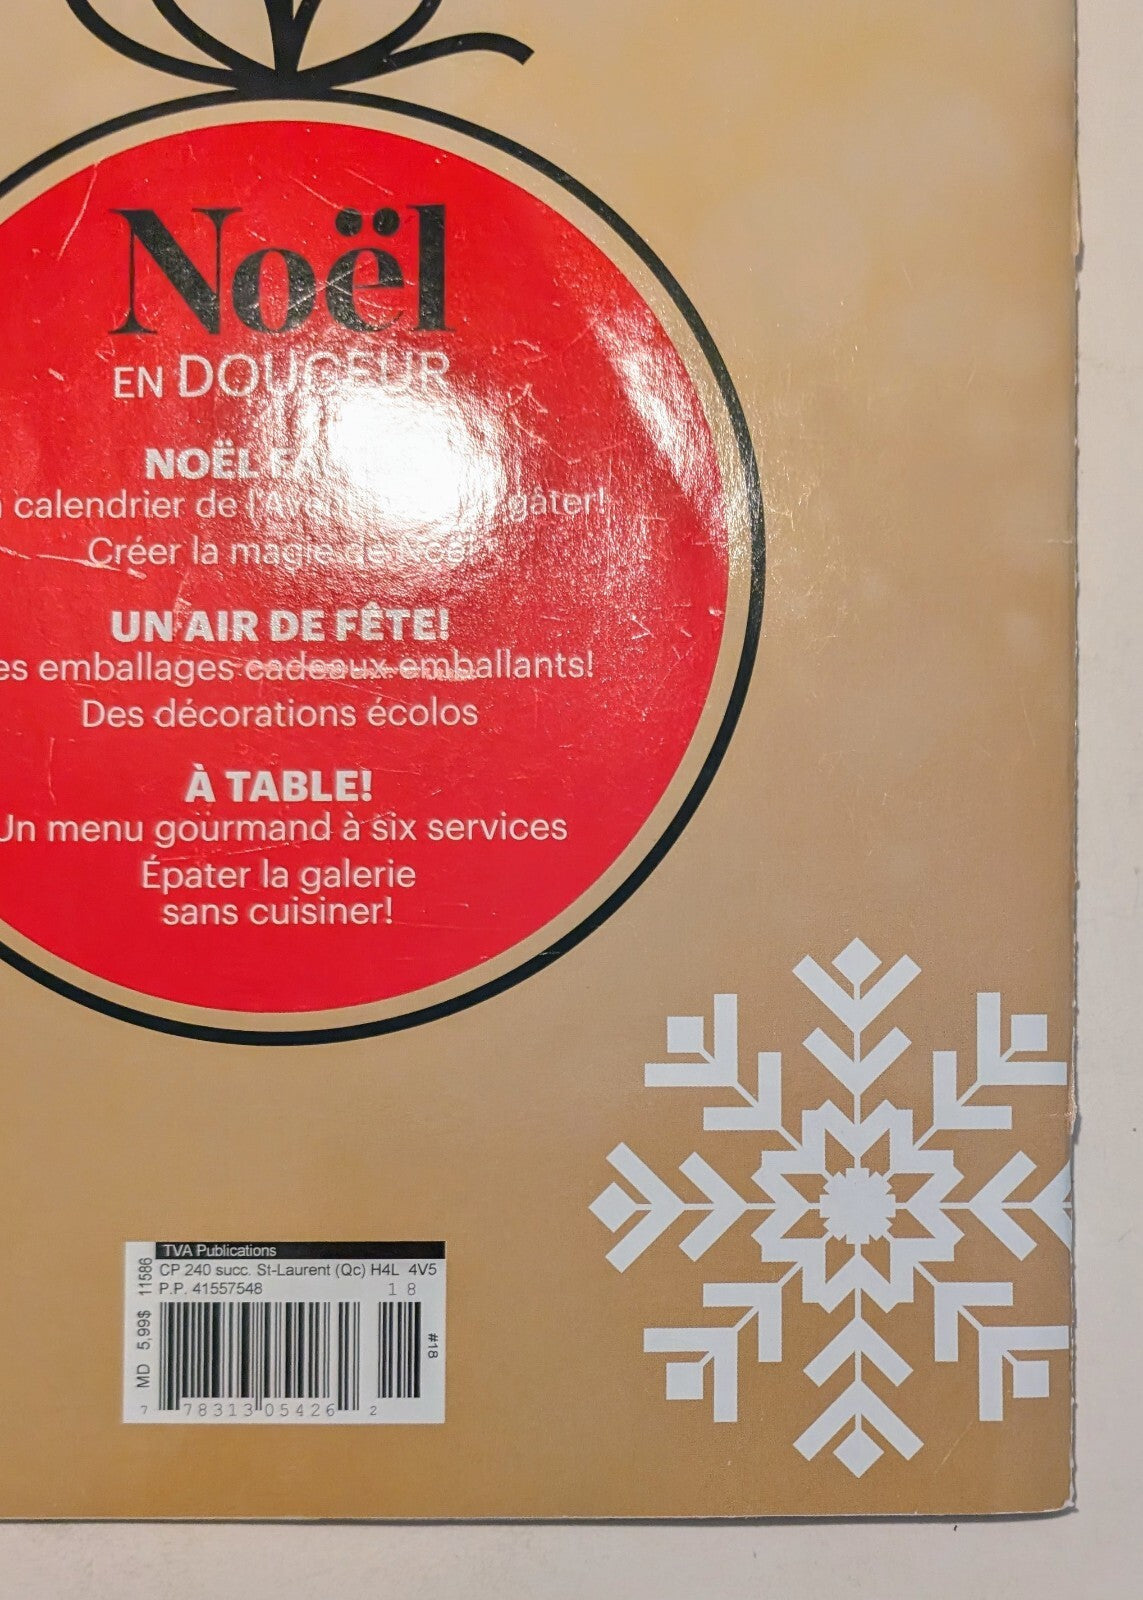 Noël
EN DOUCEUR
NOËL
calendrier de gâter!
Créer la magie de Noël
UN AIR DE FÊTE!
es emballages cadeaux emballants!
Des décorations écolos
À TABLE!
Un menu gourmand à six services
Épater la galerie
sans cuisiner!
TVA Publications
CP 240 succ. St-Laurent (Qc) H4L 4V5
P.P. 41557548
18
MD 5,99$ 11586
#18
7 78313 05426 2